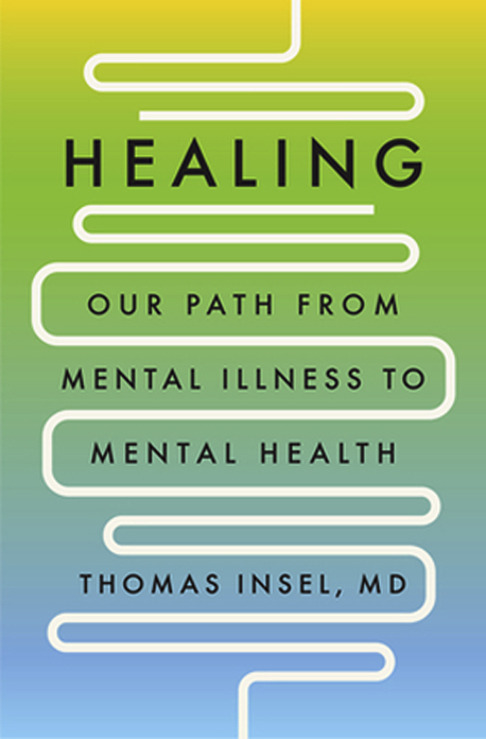 HEALING
OUR PATH FROM
MENTAL ILLNESS TO
MENTAL HEALTH
THOMAS INSEL, MD